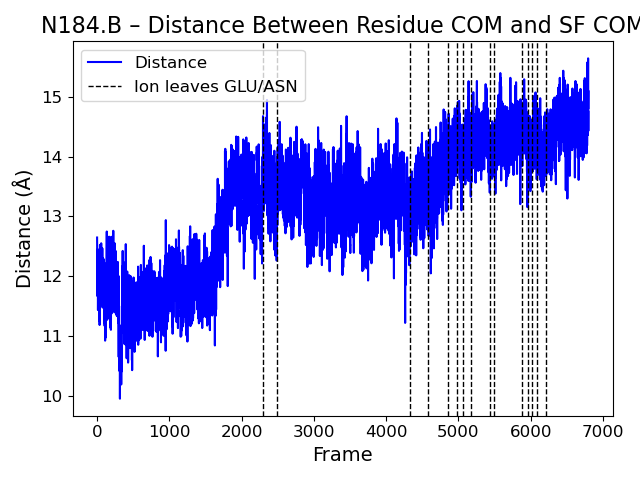 N184.B – Distance Between Residue COM and SF COM
Distance
Ion leaves GLU/ASN
Distance (Å)
15
14
13
12
11
10
0 1000 2000 3000 4000 5000 6000 7000
Frame